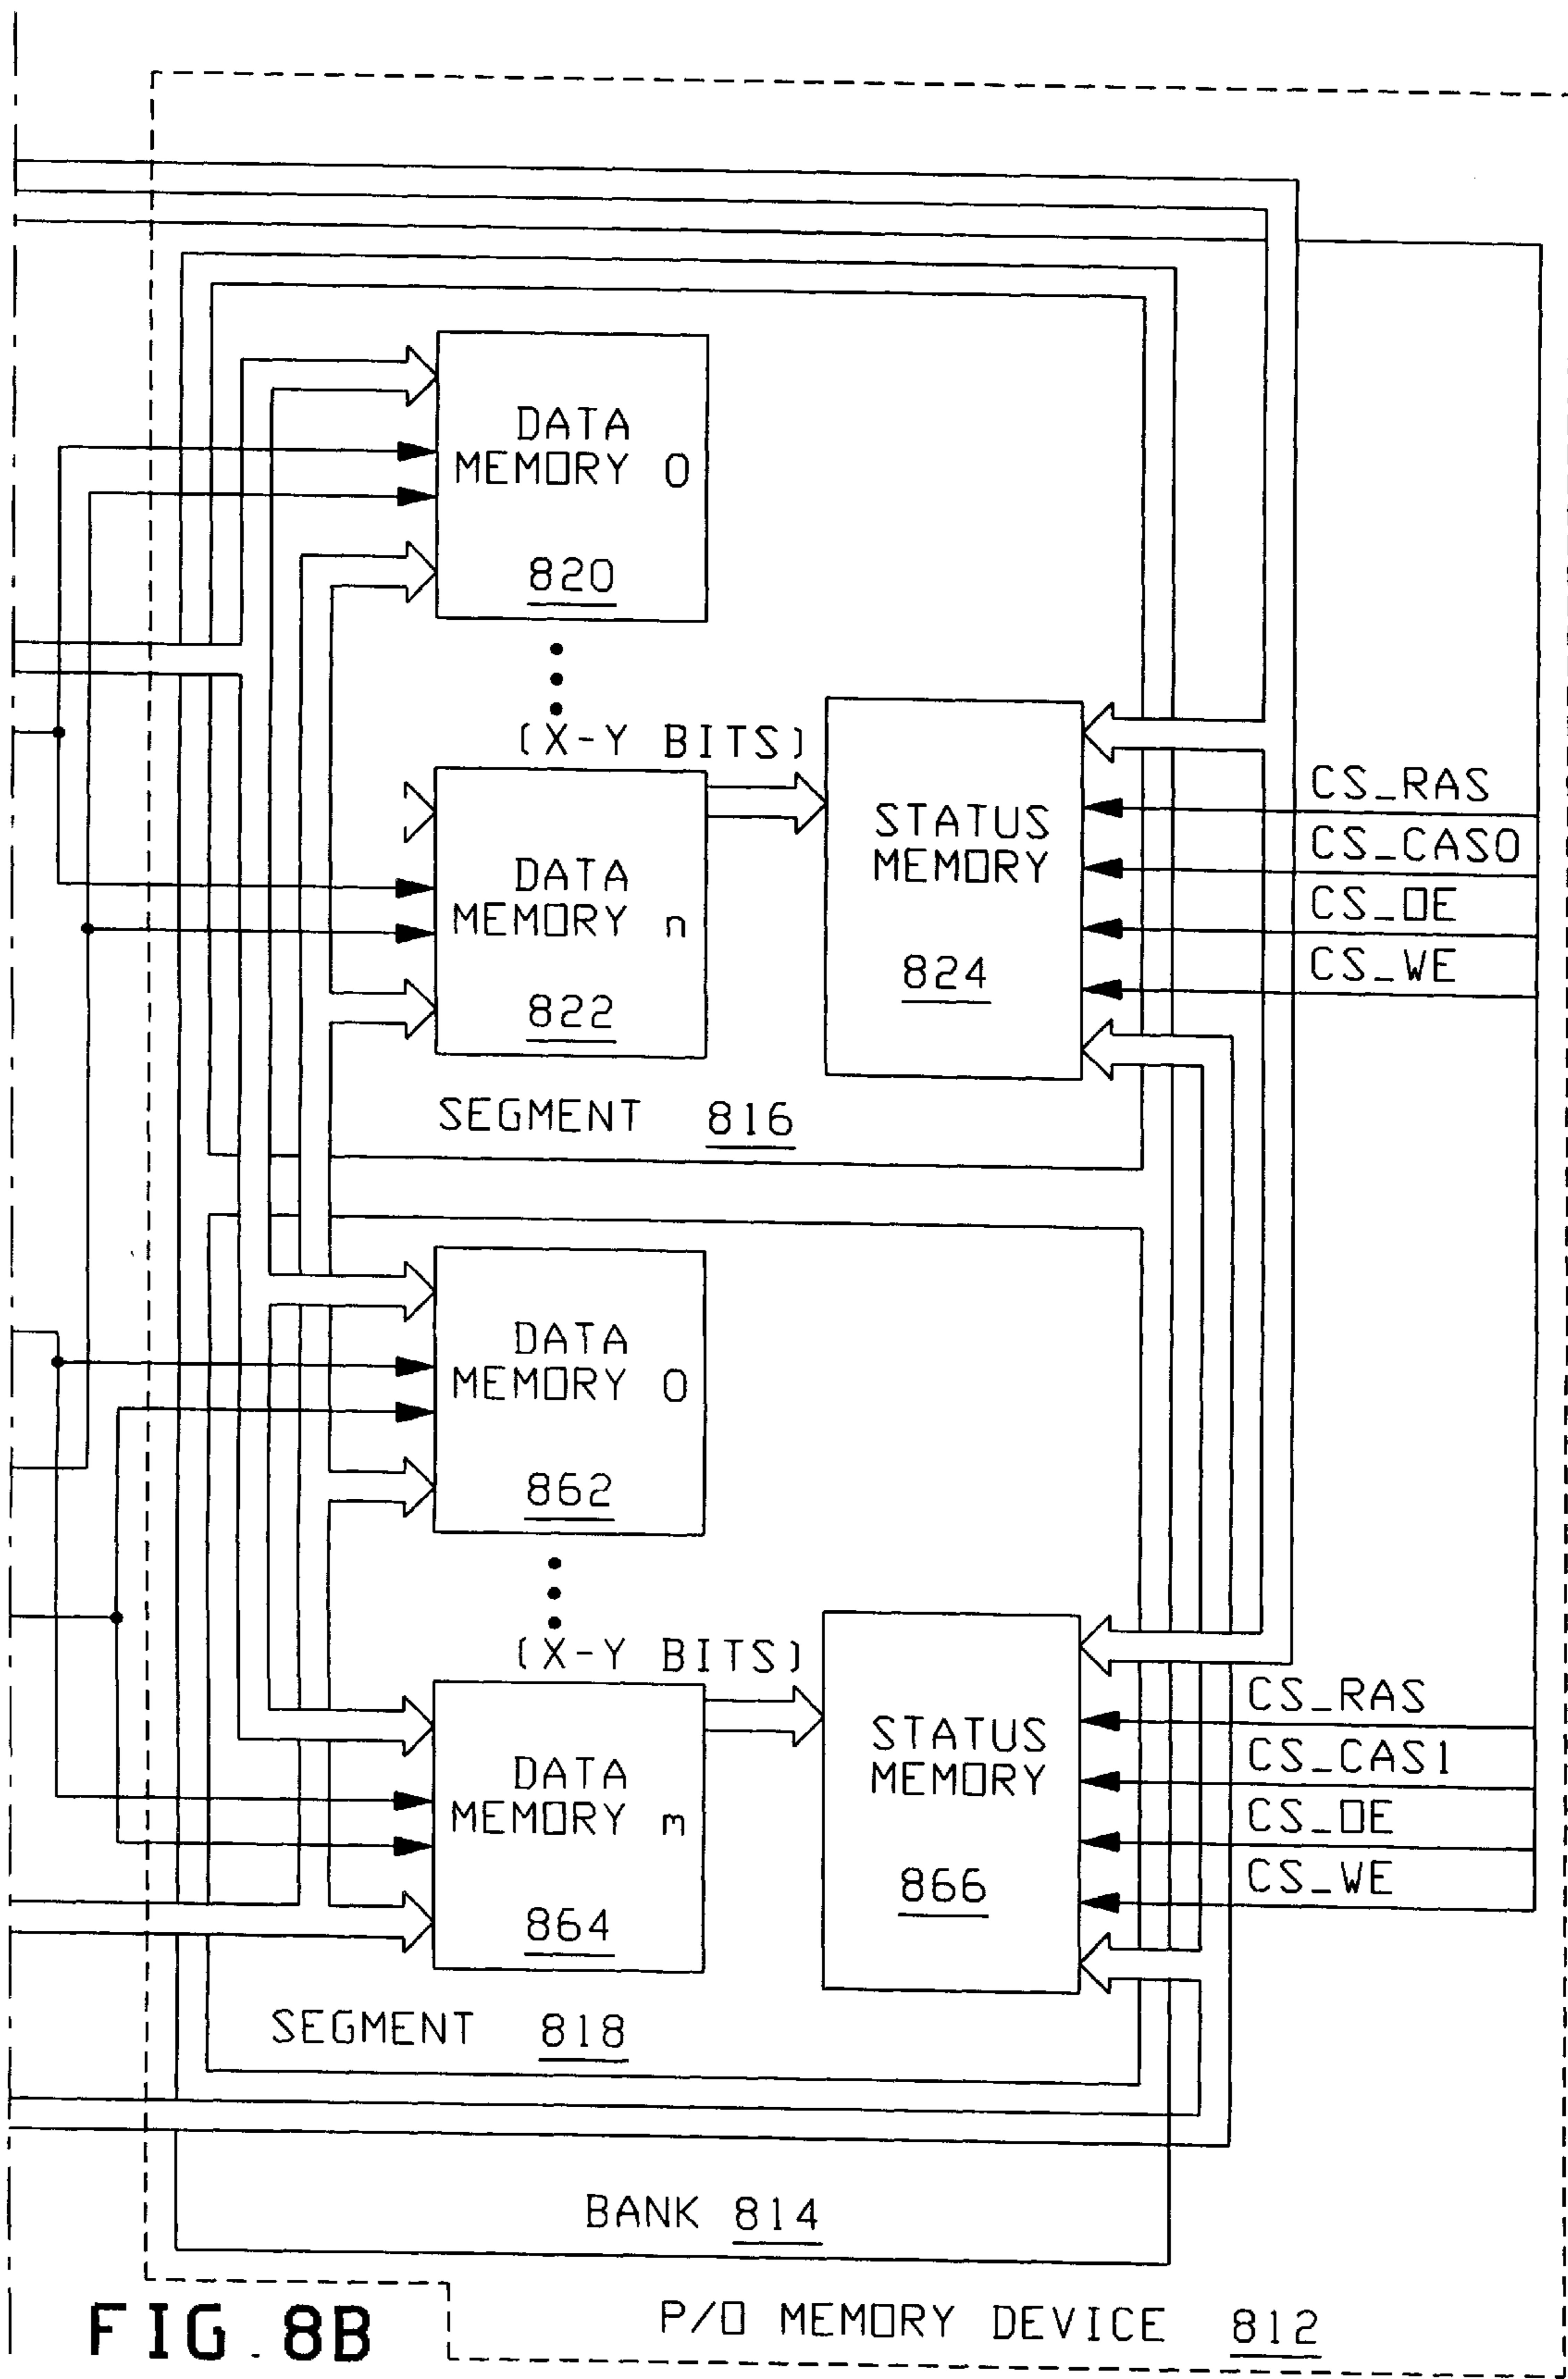 DATA
MEMORY 0
820
(X-Y BITS)
DATA
MEMORY n
822
STATUS
MEMORY
824
CS_RAS
CS_CAS0
CS_OE
CS_WE
SEGMENT 816
DATA
MEMORY 0
862
(X-Y BITS)
DATA
MEMORY m
864
STATUS
MEMORY
866
CS_RAS
CS_CAS1
CS_OE
CS_WE
SEGMENT 818
BANK 814
P/O MEMORY DEVICE 812
FIG.8B